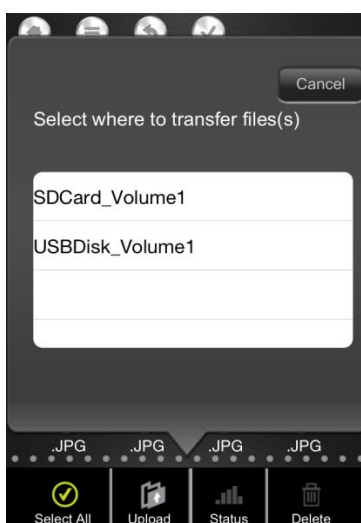 Cancel
Select where to transfer files(s)
SDCard_Volume1
USBDisk_Volume1
.JPG .JPG .JPG .JPG
Select All Upload Status Delete